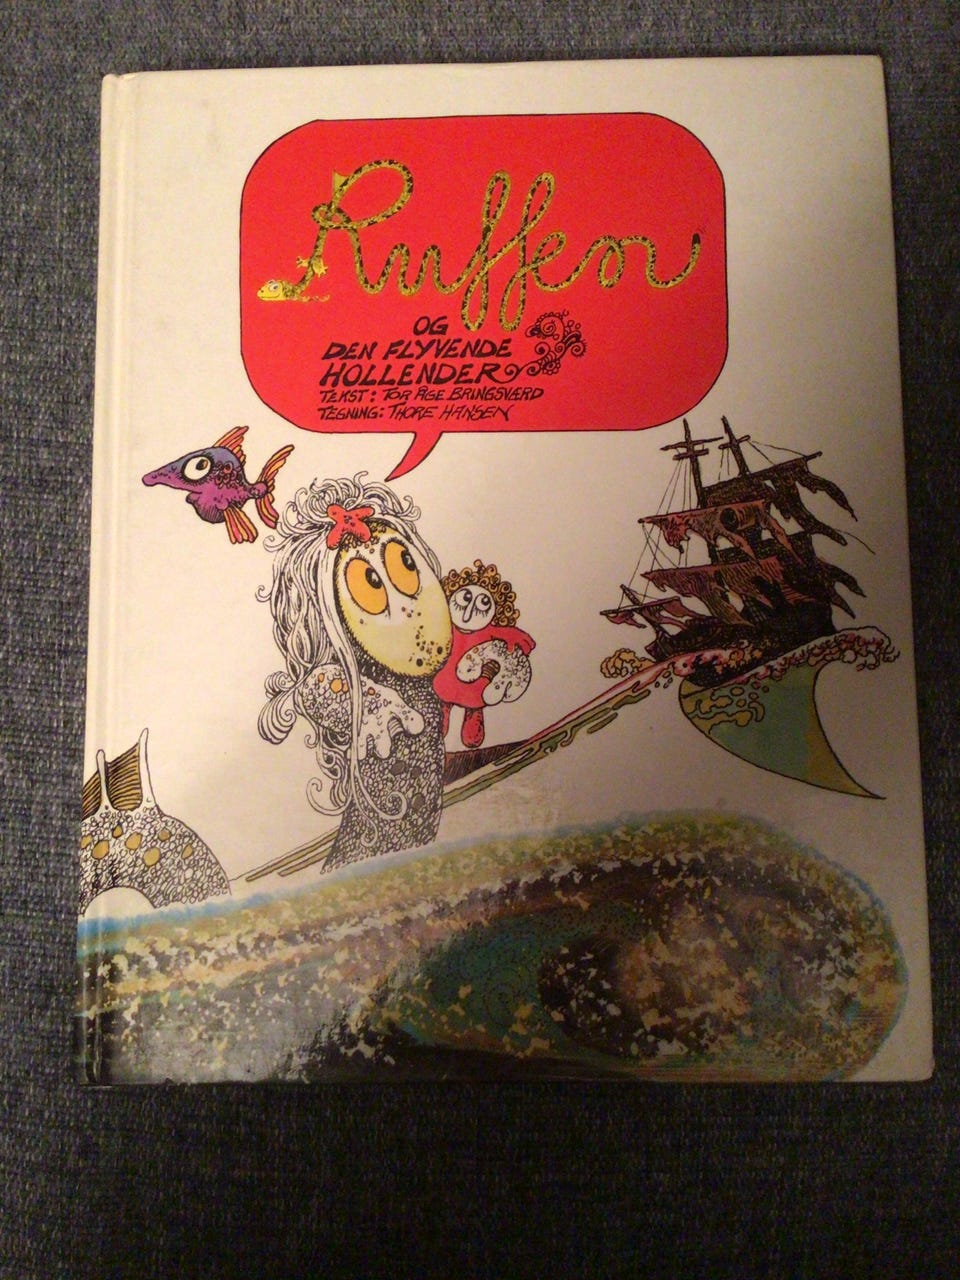 Ruffen
OG
DEN FLYVENDE
HOLLENDER
TEKST: TOR ÅGE BRINGSVÆRD
TEGNING: THORE HANSEN